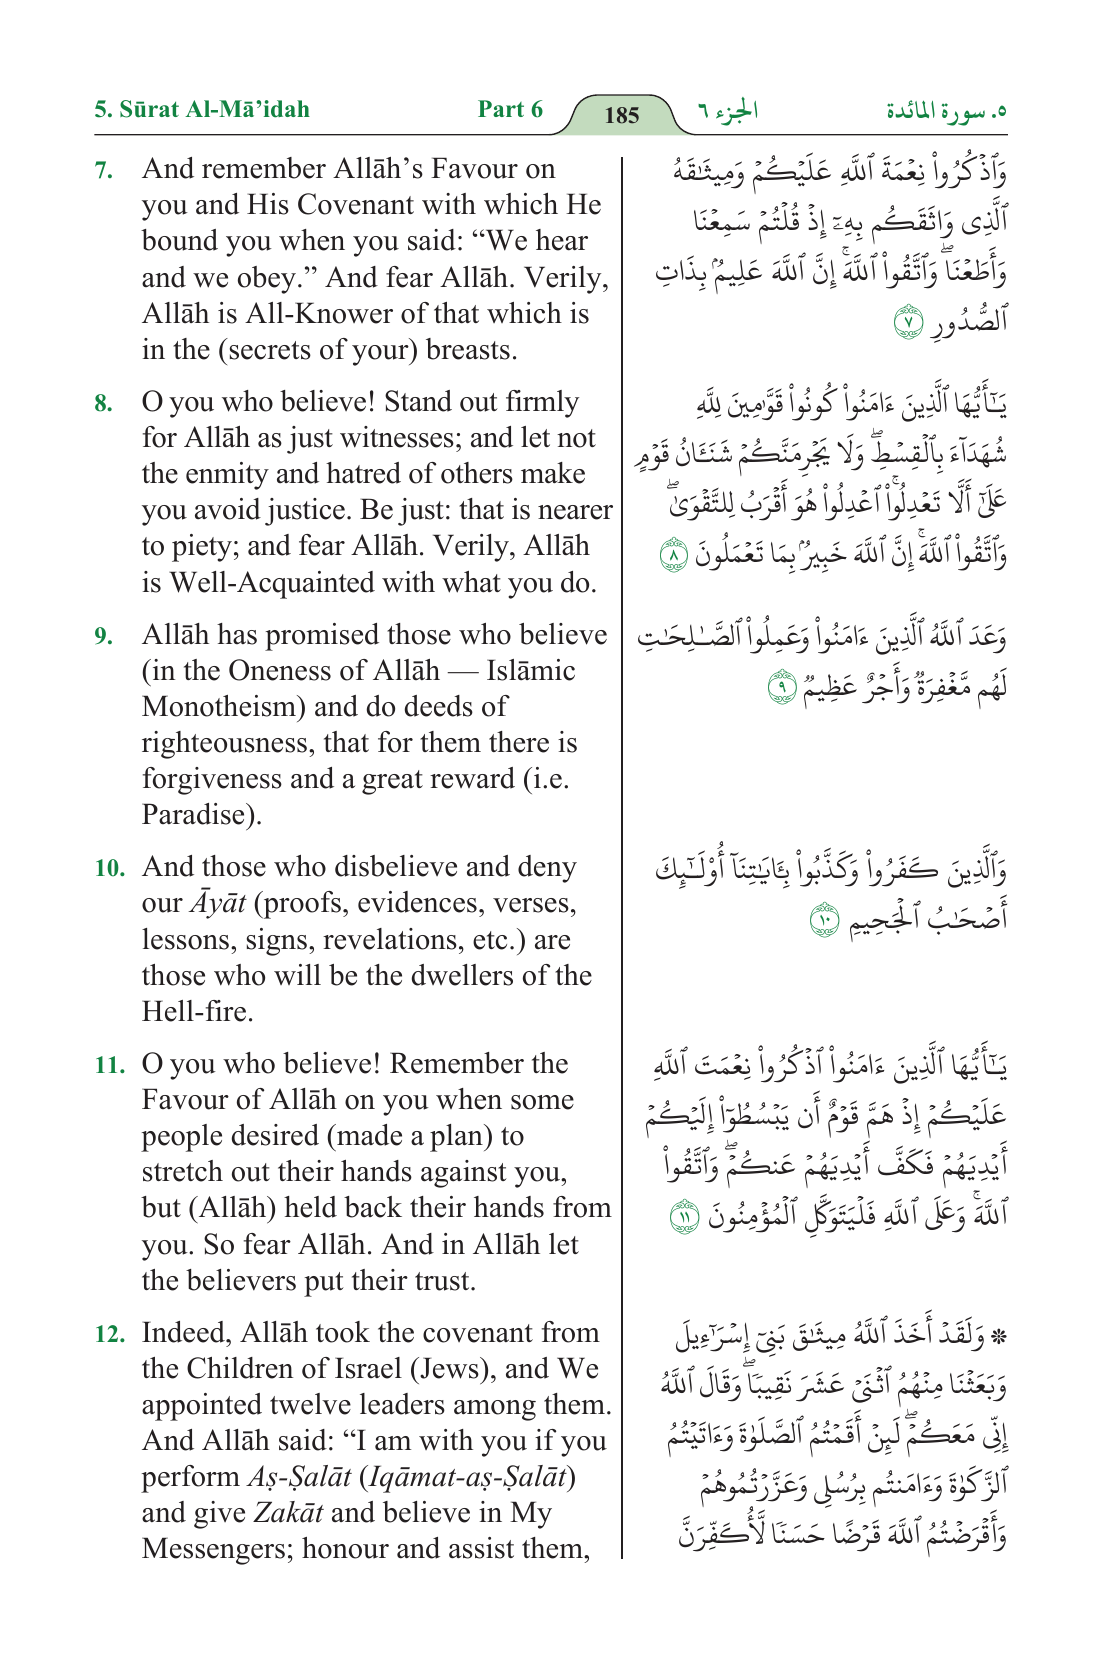 5. Sūrat Al-Mā’idah Part 6 185 الجزء ٦ ٥. سورة المائدة
7. And remember Allāh’s Favour on
you and His Covenant with which He
bound you when you said: “We hear
and we obey.” And fear Allāh. Verily,
Allāh is All-Knower of that which is
in the (secrets of your) breasts.
8. O you who believe! Stand out firmly
for Allāh as just witnesses; and let not
the enmity and hatred of others make
you avoid justice. Be just: that is nearer
to piety; and fear Allāh. Verily, Allāh
is Well-Acquainted with what you do.
9. Allāh has promised those who believe
(in the Oneness of Allāh — Islāmic
Monotheism) and do deeds of
righteousness, that for them there is
forgiveness and a great reward (i.e.
Paradise).
10. And those who disbelieve and deny
our Āyāt (proofs, evidences, verses,
lessons, signs, revelations, etc.) are
those who will be the dwellers of the
Hell-fire.
11. O you who believe! Remember the
Favour of Allāh on you when some
people desired (made a plan) to
stretch out their hands against you,
but (Allāh) held back their hands from
you. So fear Allāh. And in Allāh let
the believers put their trust.
12. Indeed, Allāh took the covenant from
the Children of Israel (Jews), and We
appointed twelve leaders among them.
And Allāh said: “I am with you if you
perform Aṣ-Ṣalāt (Iqāmat-aṣ-Ṣalāt)
and give Zakāt and believe in My
Messengers; honour and assist them,
وَٱذۡكُرُواْ نِعۡمَةَ ٱللَّهِ عَلَيۡكُمۡ وَمِيثَٰقَهُ
ٱلَّذِى وَاثَقَكُم بِهِۦٓ إِذۡ قُلۡتُمۡ سَمِعۡنَا
وَأَطَعۡنَاۖ وَٱتَّقُواْ ٱللَّهَۚ إِنَّ ٱللَّهَ عَلِيمُۢ بِذَاتِ
ٱلصُّدُورِ ٧
يَٰٓأَيُّهَا ٱلَّذِينَ ءَامَنُواْ كُونُواْ قَوَّٰمِينَ لِلَّهِ
شُهَدَآءَ بِٱلۡقِسۡطِۖ وَلَا يَجۡرِمَنَّكُمۡ شَنَـَٔانُ قَوۡمٍ
عَلَىٰٓ أَلَّا تَعۡدِلُواْۚ ٱعۡدِلُواْ هُوَ أَقۡرَبُ لِلتَّقۡوَىٰۖ
وَٱتَّقُواْ ٱللَّهَۚ إِنَّ ٱللَّهَ خَبِيرُۢ بِمَا تَعۡمَلُونَ ٨
وَعَدَ ٱللَّهُ ٱلَّذِينَ ءَامَنُواْ وَعَمِلُواْ ٱلصَّٰلِحَٰتِ
لَهُم مَّغۡفِرَةٞ وَأَجۡرٌ عَظِيمٞ ٩
وَٱلَّذِينَ كَفَرُواْ وَكَذَّبُواْ بِـَٔايَٰتِنَآ أُوْلَٰٓئِكَ
أَصۡحَٰبُ ٱلۡجَحِيمِ ١٠
يَٰٓأَيُّهَا ٱلَّذِينَ ءَامَنُواْ ٱذۡكُرُواْ نِعۡمَتَ ٱللَّهِ
عَلَيۡكُمۡ إِذۡ هَمَّ قَوۡمٌ أَن يَبۡسُطُوٓاْ إِلَيۡكُمۡ
أَيۡدِيَهُمۡ فَكَفَّ أَيۡدِيَهُمۡ عَنكُمۡۖ وَٱتَّقُواْ
ٱللَّهَۚ وَعَلَى ٱللَّهِ فَلۡيَتَوَكَّلِ ٱلۡمُؤۡمِنُونَ ١١
۞ وَلَقَدۡ أَخَذَ ٱللَّهُ مِيثَٰقَ بَنِىٓ إِسۡرَٰٓءِيلَ
وَبَعَثۡنَا مِنۡهُمُ ٱثۡنَىۡ عَشَرَ نَقِيبٗاۖ وَقَالَ ٱللَّهُ
إِنِّى مَعَكُمۡۖ لَئِنۡ أَقَمۡتُمُ ٱلصَّلَوٰةَ وَءَاتَيۡتُمُ
ٱلزَّكَوٰةَ وَءَامَنتُم بِرُسُلِى وَعَزَّرۡتُمُوهُمۡ
وَأَقۡرَضۡتُمُ ٱللَّهَ قَرۡضًا حَسَنٗا لَّأُكَفِّرَنَّ